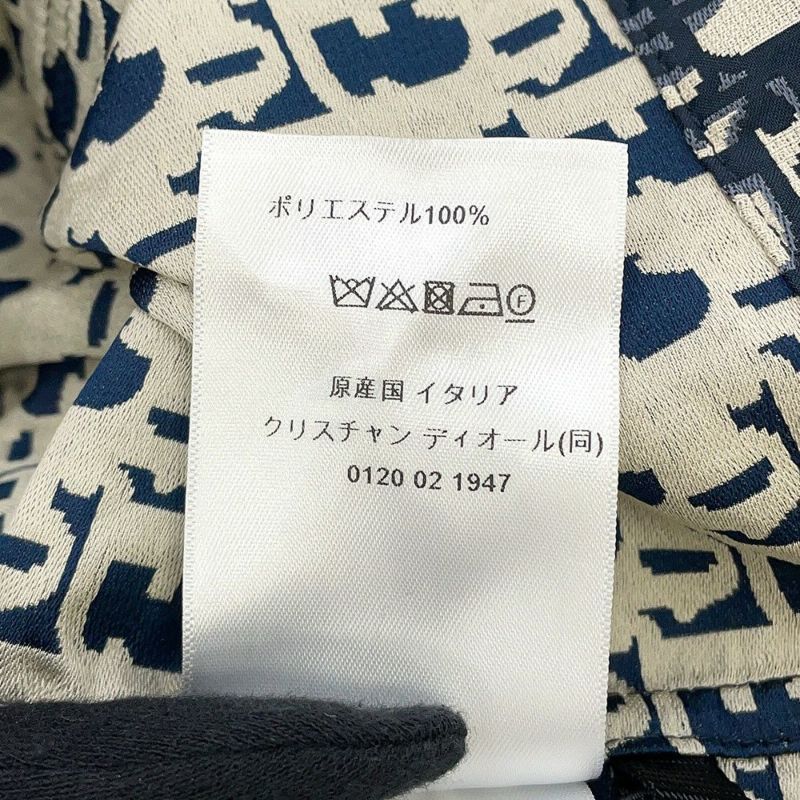 ポリエステル100%
F
原産国 イタリア
クリスチャン ディオール(同)
0120 02 1947